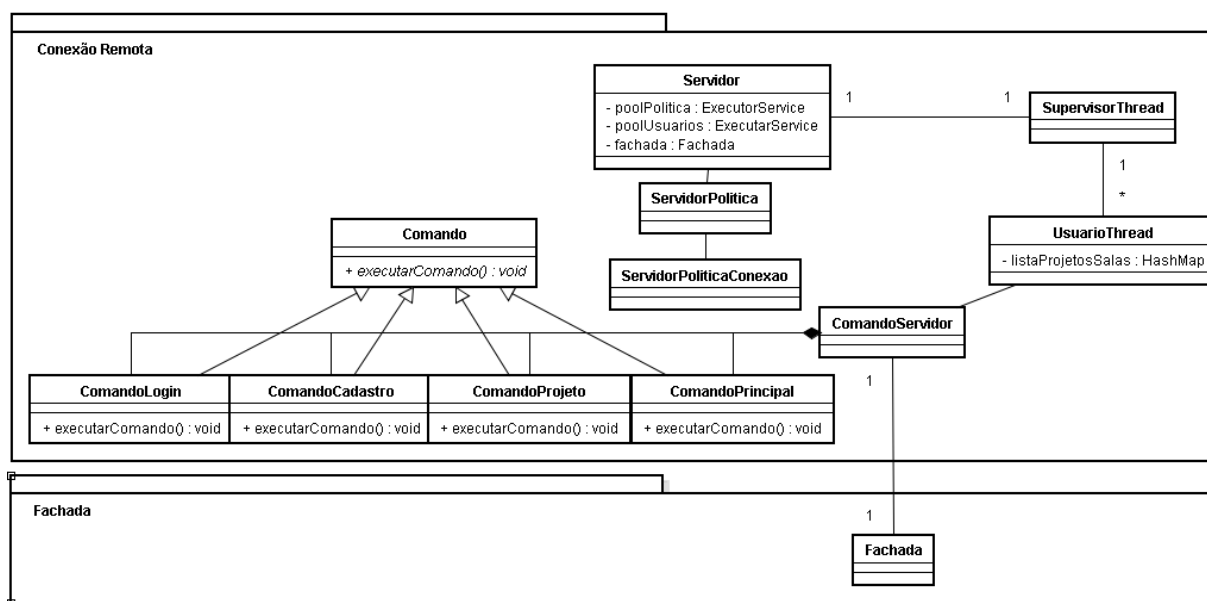 Conexão Remota
Servidor
- poolPolitica : ExecutorService
- poolUsuarios : ExecutarService
- fachada : Fachada
1
1
SupervisorThread
1
*
ServidorPolitica
ServidorPoliticaConexao
UsuarioThread
- listaProjetosSalas : HashMap
Comando
+ executarComando() : void
ComandoServidor
ComandoLogin
+ executarComando() : void
ComandoCadastro
+ executarComando() : void
ComandoProjeto
+ executarComando() : void
ComandoPrincipal
+ executarComando() : void
1
Fachada
1
Fachada